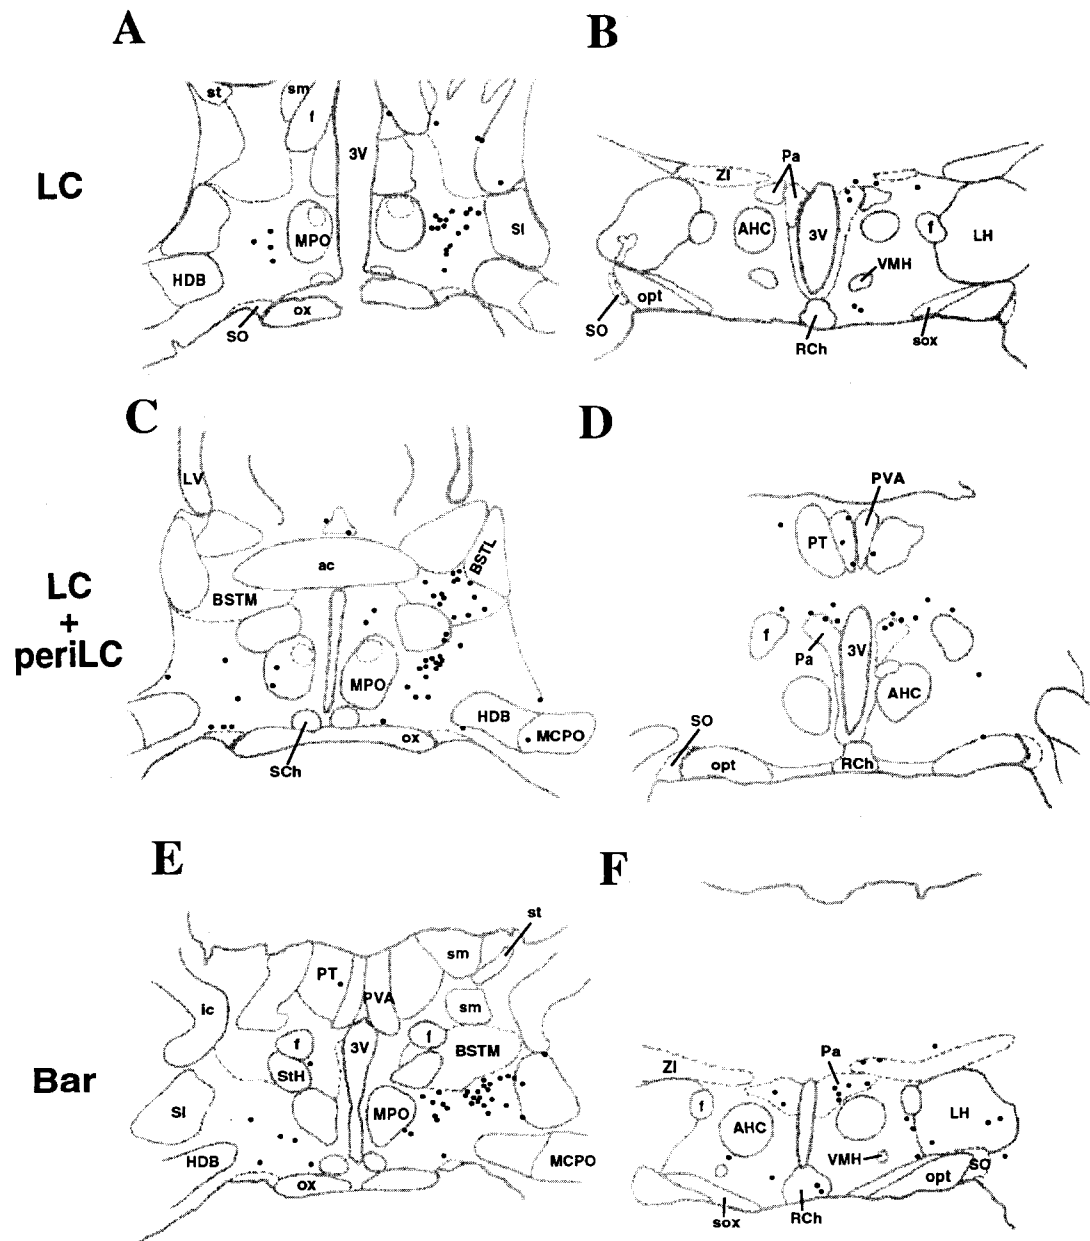 A
st
sm
f
3V
LC
MPO
SI
HDB
ox
SO
B
Pa
ZI
AHC
3V
f
LH
VMH
opt
SO
RCh
sox
C
LV
ac
BSTL
BSTM
LC
+
periLC
MPO
HDB
MCPO
ox
SCh
D
PVA
PT
f
Pa
3V
AHC
SO
opt
RCh
E
st
sm
PT
PVA
ic
sm
f
3V
f
BSTM
StH
Bar
SI
MPO
HDB
MCPO
ox
F
Pa
ZI
f
AHC
LH
VMH
SO
opt
sox
RCh